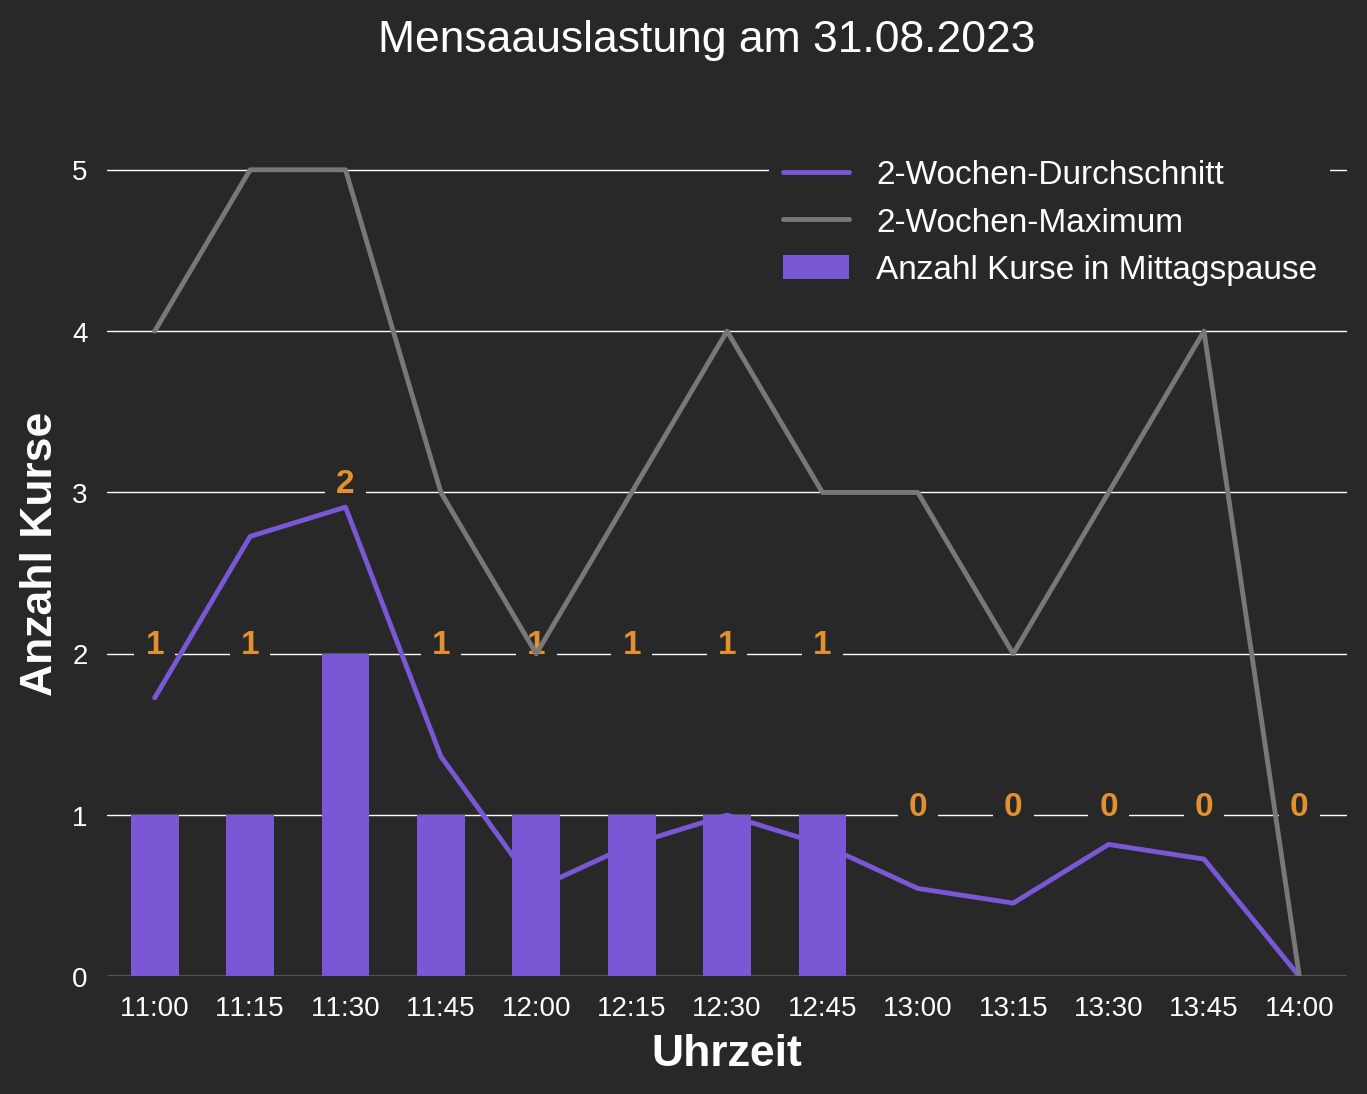 Mensaauslastung am 31.08.2023
2-Wochen-Durchschnitt
2-Wochen-Maximum
Anzahl Kurse in Mittagspause
Anzahl Kurse
5
4
3
2
1
0
2
1 1 1 1 1 1 1
0 0 0 0 0
11:00 11:15 11:30 11:45 12:00 12:15 12:30 12:45 13:00 13:15 13:30 13:45 14:00
Uhrzeit